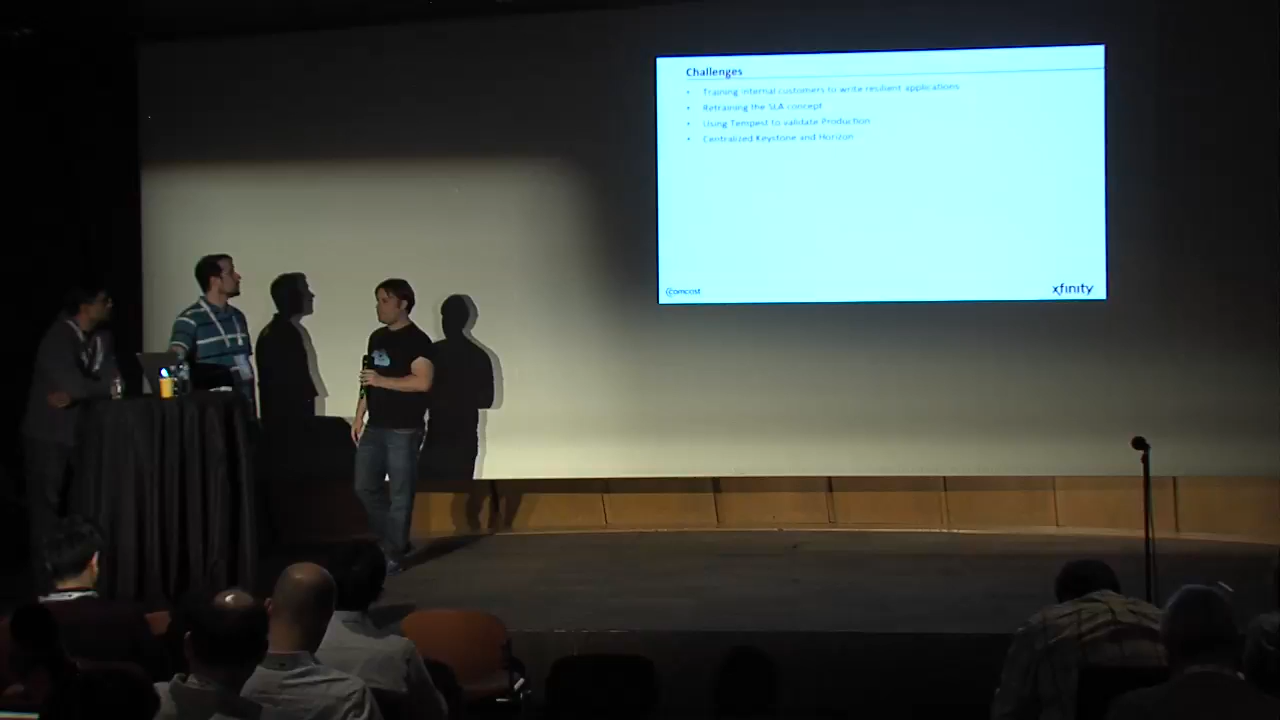 Challenges
• Training internal customers to write resilient applications
• Retraining the SLA concept
• Using Tempest to validate Production
• Centralized Keystone and Horizon
comcast
xfinity